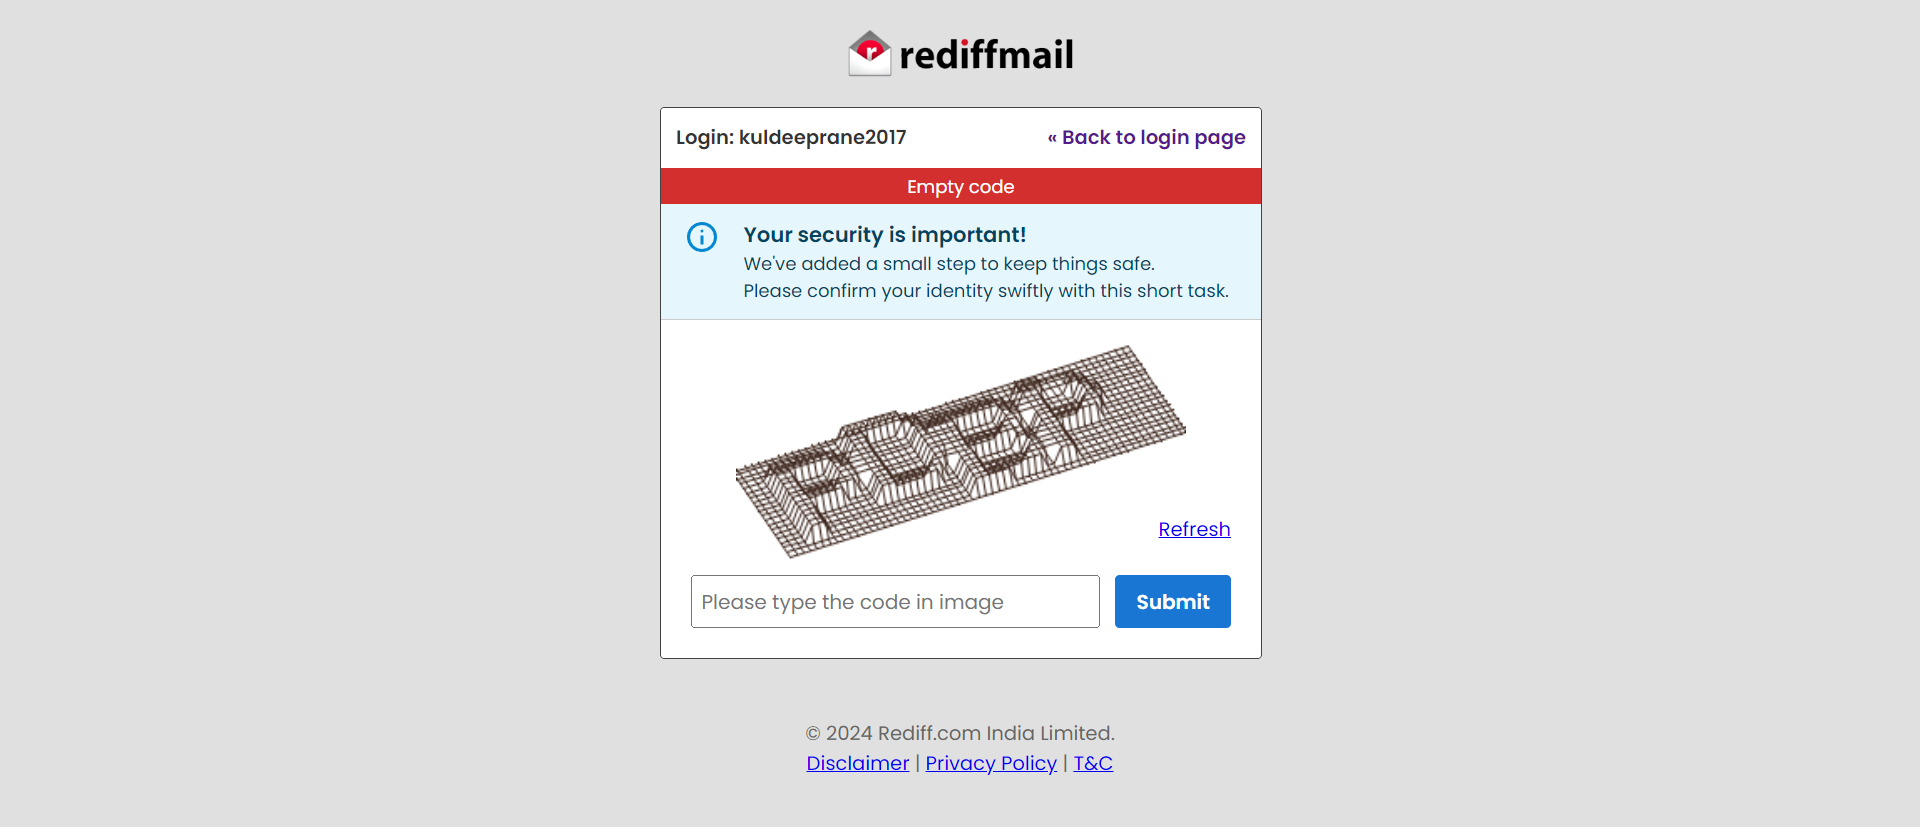 rediffmail
Login: kuldeeprane2017
« Back to login page
Empty code
Your security is important!
We've added a small step to keep things safe.
Please confirm your identity swiftly with this short task.
Refresh
Please type the code in image
Submit
© 2024 Rediff.com India Limited.
Disclaimer | Privacy Policy | T&C